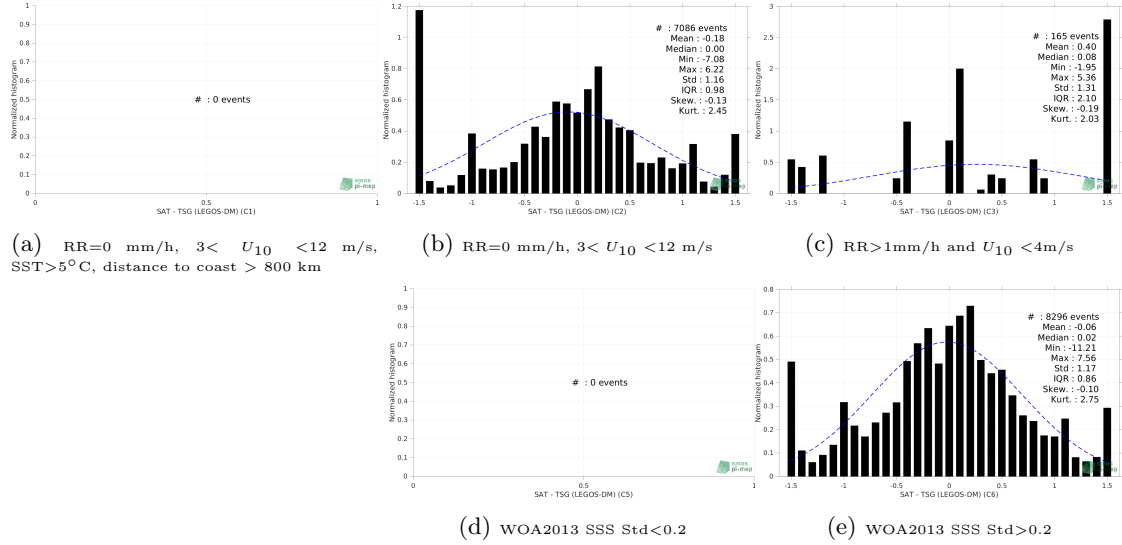 1
0.9
0.8
0.7
0.6
0.5
0.4
0.3
0.2
0.1
0
Normalized histogram
# : 0 events
smos
pi-mep
0 0.5 1
SAT - TSG (LEGOS-DM) (C1)
(a) RR=0 mm/h, 3< U10 <12 m/s,
SST>5°C, distance to coast > 800 km
1.2
1
0.8
0.6
0.4
0.2
0
Normalized histogram
# : 7086 events
Mean : -0.18
Median : 0.00
Min : -7.08
Max : 6.22
Std : 1.16
IQR : 0.98
Skew. : -0.13
Kurt. : 2.45
smos
pi-mep
-1.5 -1 -0.5 0 0.5 1 1.5
SAT - TSG (LEGOS-DM) (C2)
(b) RR=0 mm/h, 3< U10 <12 m/s
3
2.5
2
1.5
1
0.5
0
Normalized histogram
# : 165 events
Mean : 0.40
Median : 0.08
Min : -1.95
Max : 5.36
Std : 1.31
IQR : 2.10
Skew. : -0.19
Kurt. : 2.03
smos
pi-mep
-1.5 -1 -0.5 0 0.5 1 1.5
SAT - TSG (LEGOS-DM) (C3)
(c) RR>1mm/h and U10 <4m/s
1
0.9
0.8
0.7
0.6
0.5
0.4
0.3
0.2
0.1
0
Normalized histogram
# : 0 events
smos
pi-mep
0 0.5 1
SAT - TSG (LEGOS-DM) (C5)
(d) WOA2013 SSS Std<0.2
0.8
0.7
0.6
0.5
0.4
0.3
0.2
0.1
0
Normalized histogram
# : 8296 events
Mean : -0.06
Median : 0.02
Min : -11.21
Max : 7.56
Std : 1.17
IQR : 0.86
Skew. : -0.10
Kurt. : 2.75
smos
pi-mep
-1.5 -1 -0.5 0 0.5 1 1.5
SAT - TSG (LEGOS-DM) (C6)
(e) WOA2013 SSS Std>0.2